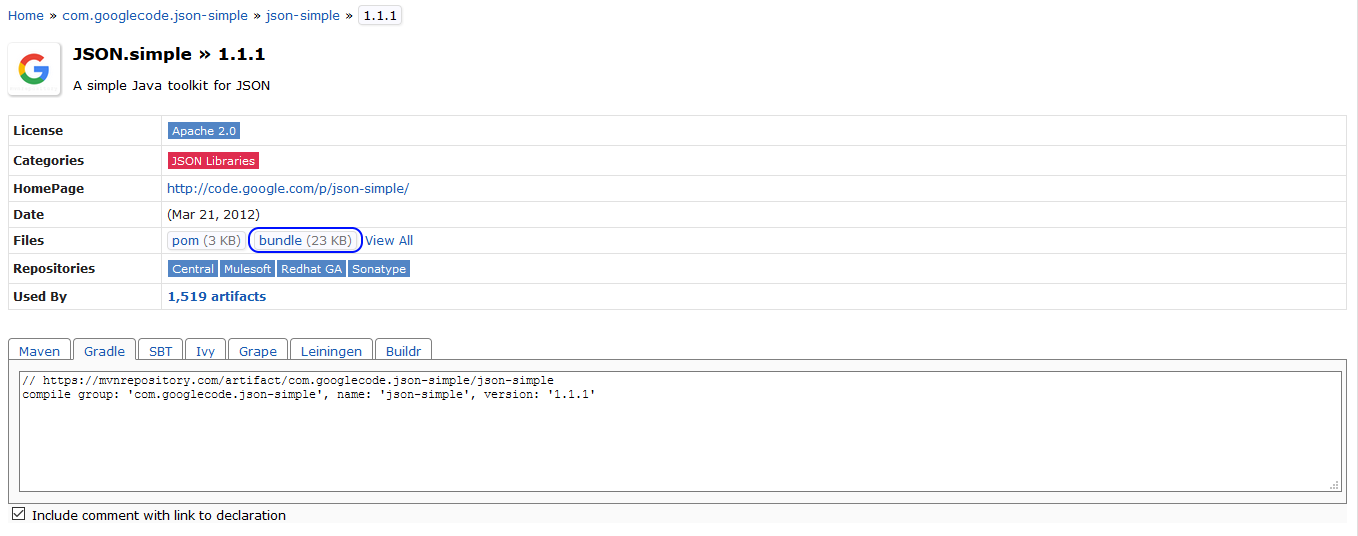 Home » com.googlecode.json-simple » json-simple » 1.1.1
JSON.simple » 1.1.1
A simple Java toolkit for JSON
License Apache 2.0
Categories JSON Libraries
HomePage http://code.google.com/p/json-simple/
Date (Mar 21, 2012)
Files pom (3 KB) bundle (23 KB) View All
Repositories Central Mulesoft Redhat GA Sonatype
Used By 1,519 artifacts
Maven Gradle SBT Ivy Grape Leiningen Buildr
// https://mvnrepository.com/artifact/com.googlecode.json-simple/json-simple
compile group: 'com.googlecode.json-simple', name: 'json-simple', version: '1.1.1'
Include comment with link to declaration